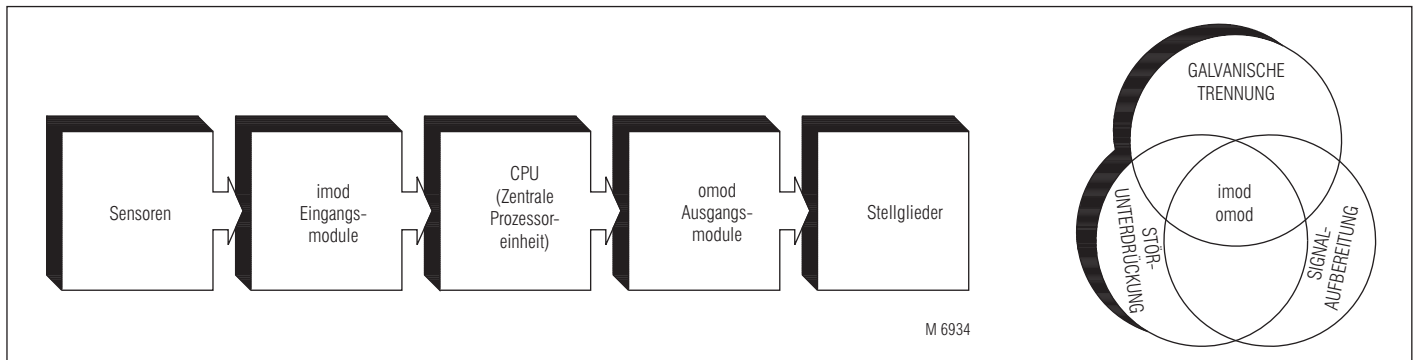 Sensoren
imod
Eingangs-
module
CPU
(Zentrale
Prozessor-
einheit)
omod
Ausgangs-
module
Stellglieder
M 6934
GALVANISCHE
TRENNUNG
imod
omod
STÖR-
UNTERDRÜCKUNG
SIGNAL-
AUFBEREITUNG